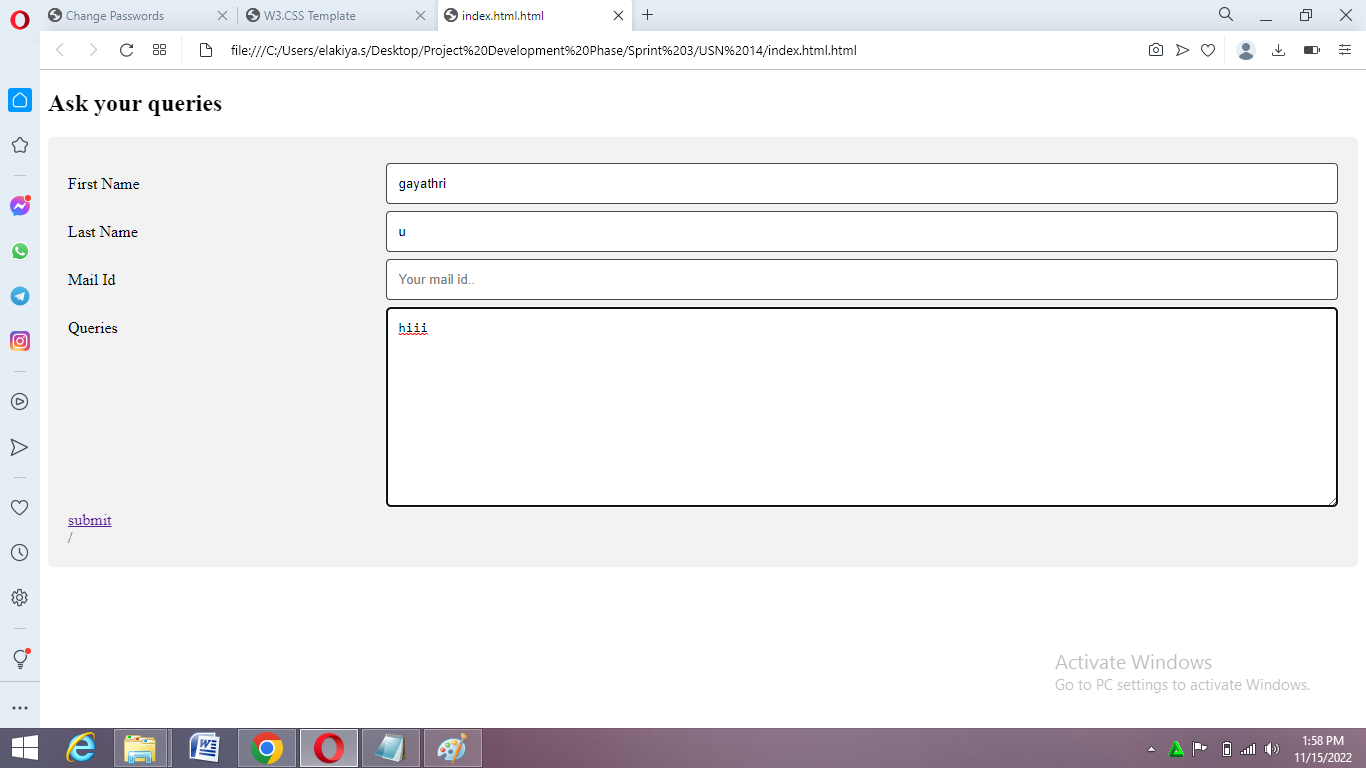 Change Passwords
W3.CSS Template
index.html.html
file:///C:/Users/elakiya.s/Desktop/Project%20Development%20Phase/Sprint%203/USN%2014/index.html.html
Ask your queries
First Name
gayathri
Last Name
u
Mail Id
Your mail id..
Queries
hiii
submit
/
Activate Windows
Go to PC settings to activate Windows.
1:58 PM
11/15/2022